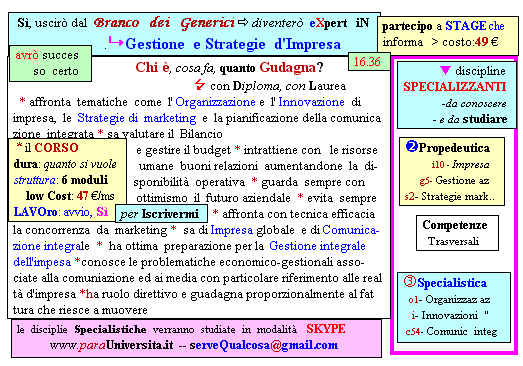 Sì, uscirò dal Branco dei Generici ⇨ diventerò eXpert iN
.↪Gestione e Strategie d'Impresa
partecipo a STAGE che
informa > costo:49 €
avrò succes
so certo
16.36
Chi è, cosa fa, quanto Gudagna?
con Diploma, con Laurea
* affronta tematiche come l'Organizzazione e l'Innovazione di
impresa, le Strategie di marketing e la pianificazione della comunica
zione integrata * sa valutare il Bilancio
* il CORSO
dura: quanto si vuole
struttura: 6 moduli
low Cost: 47 €/ms
LAVOro: avvio, Sì
e gestire il budget * intrattiene con le risorse
umane buoni relazioni aumentandone la di-
sponibilità operativa * guarda sempre con
ottimismo il futuro aziendale * evita sempre
per Iscrivermi * affronta con tecnica efficacia
la concorrenza da marketing * sa di Impresa globale e di Comunica-
zione integrale * ha ottima preparazione per la Gestione integrale
dell'impesa *conosce le problematiche economico-gestionali asso-
ciate alla comuniazione ed ai media con particolare riferimento alle real
tà d'impresa *ha ruolo direttivo e guadagna proporzionalmente al fat
tura che riesce a muovere
le disciplie Specialistiche verranno studiate in modalità SKYPE
www.paraUniversita.it -- serveQualcosa@gmail.com
▼ discipline
SPECIALIZZANTI
-da conoscere
- e da studiare
❷Propedeutica
i10 - Impresa
g5- Gestione az
s2- Strategie mark..
Competenze
Trasversali
③Specialistica
o1- Organizzaz az
i- Innovazioni "
c54- Comunic integ